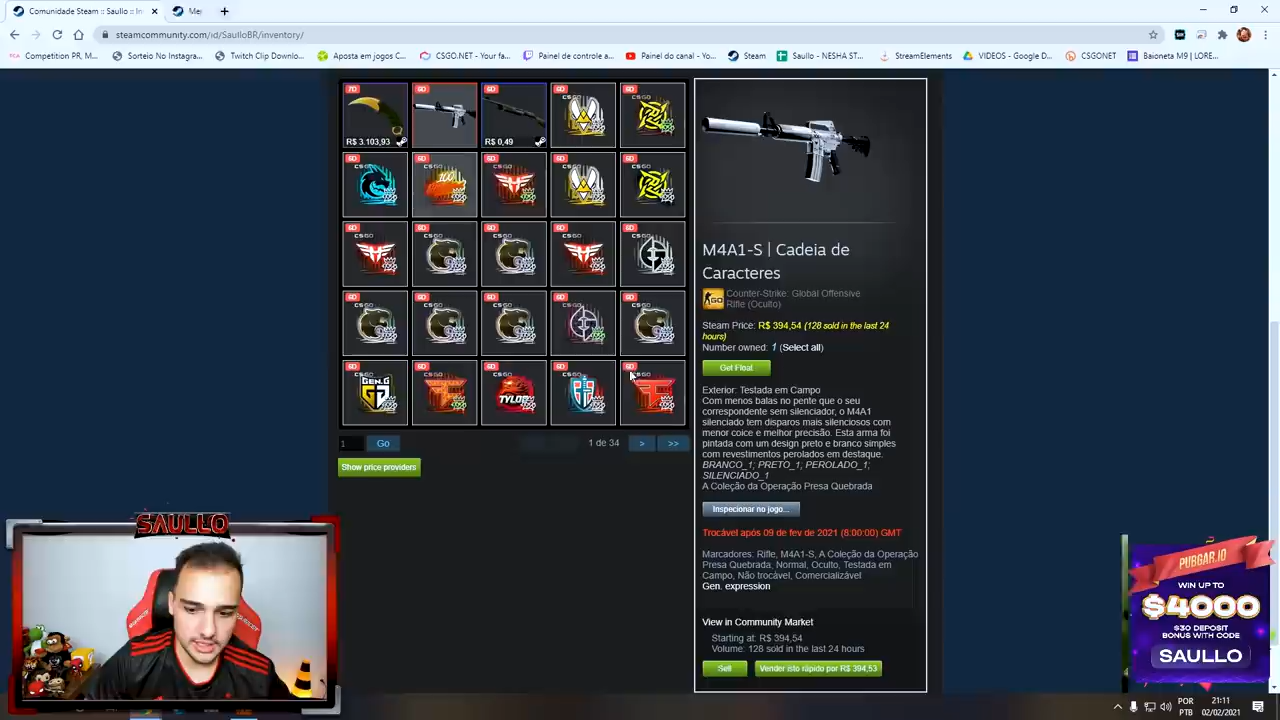 Comunidade Steam :: Saullo :: In
steamcommunity.com/id/SaulloBR/inventory/
Competition PR, M...
Sorteio No Instagra...
Twitch Clip Downlo...
Aposta em jogos C...
CSGO.NET - Your fa...
Painel de controle a...
Painel do canal - Yo...
Steam
Saullo - NESHA ST...
StreamElements
VIDEOS - Google D...
CSGONET
Baioneta M9 | LORE...
R$ 3.103,93
R$ 0,49
M4A1-S | Cadeia de
Caracteres
Counter-Strike: Global Offensive
Rifle (Oculto)
Steam Price: R$ 394,54 (128 sold in the last 24
hours)
Number owned: 1 (Select all)
Get Float
Exterior: Testada em Campo
Com menos balas no pente que o seu
correspondente sem silenciador, o M4A1
silenciado tem disparos mais silenciosos com
menor coice e melhor precisão. Esta arma foi
pintada com um design preto e branco simples
com revestimentos perolados em destaque.
BRANCO_1; PRETO_1; PEROLADO_1;
SILENCIADO_1
A Coleção da Operação Presa Quebrada
Inspecionar no jogo...
Trocável após 09 de fev de 2021 (8:00:00) GMT
Marcadores: Rifle, M4A1-S, A Coleção da Operação
Presa Quebrada, Normal, Oculto, Testada em
Campo, Não trocável, Comercializável
Gen. expression
View in Community Market
Starting at: R$ 394,54
Volume: 128 sold in the last 24 hours
Sell
Vender isto rápido por R$ 394,53
1
Go
1 de 34
>
>>
Show price providers
SAULLO
PUBGAR.IO
WIN UP TO
$4000
$30 DEPOSIT
BONUS WITH CODE
SAULLO
POR
PTB
21:11
02/02/2021